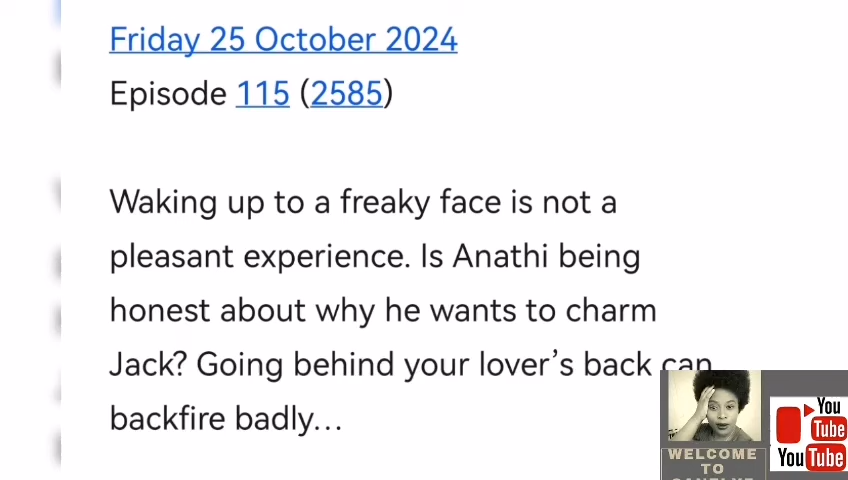 Friday 25 October 2024
Episode 115 (2585)
Waking up to a freaky face is not a
pleasant experience. Is Anathi being
honest about why he wants to charm
Jack? Going behind your lover's back can
backfire badly...
You
Tube
YouTube
WELCOME
TO